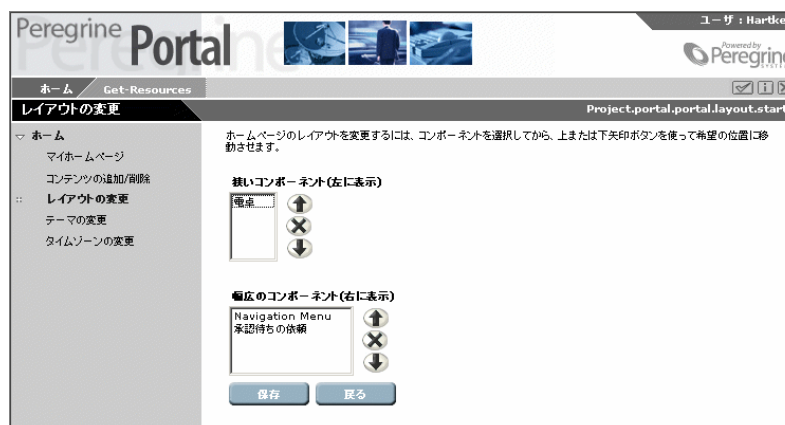 Peregrine Portal
ユーザ : Hartke
Powered by
Peregrine
SYSTEMS
ホーム
Get-Resources
レイアウトの変更
Project.portal.portal.layout.start
ホーム
マイホームページ
コンテンツの追加/削除
レイアウトの変更
テーマの変更
タイムゾーンの変更
ホームページのレイアウトを変更するには、コンポーネントを選択してから、上または下矢印ボタンを使って希望の位置に移
動させます。
狭いコンポーネント(左に表示)
電卓
幅広のコンポーネント(右に表示)
Navigation Menu
承認待ちの依頼
保存
戻る